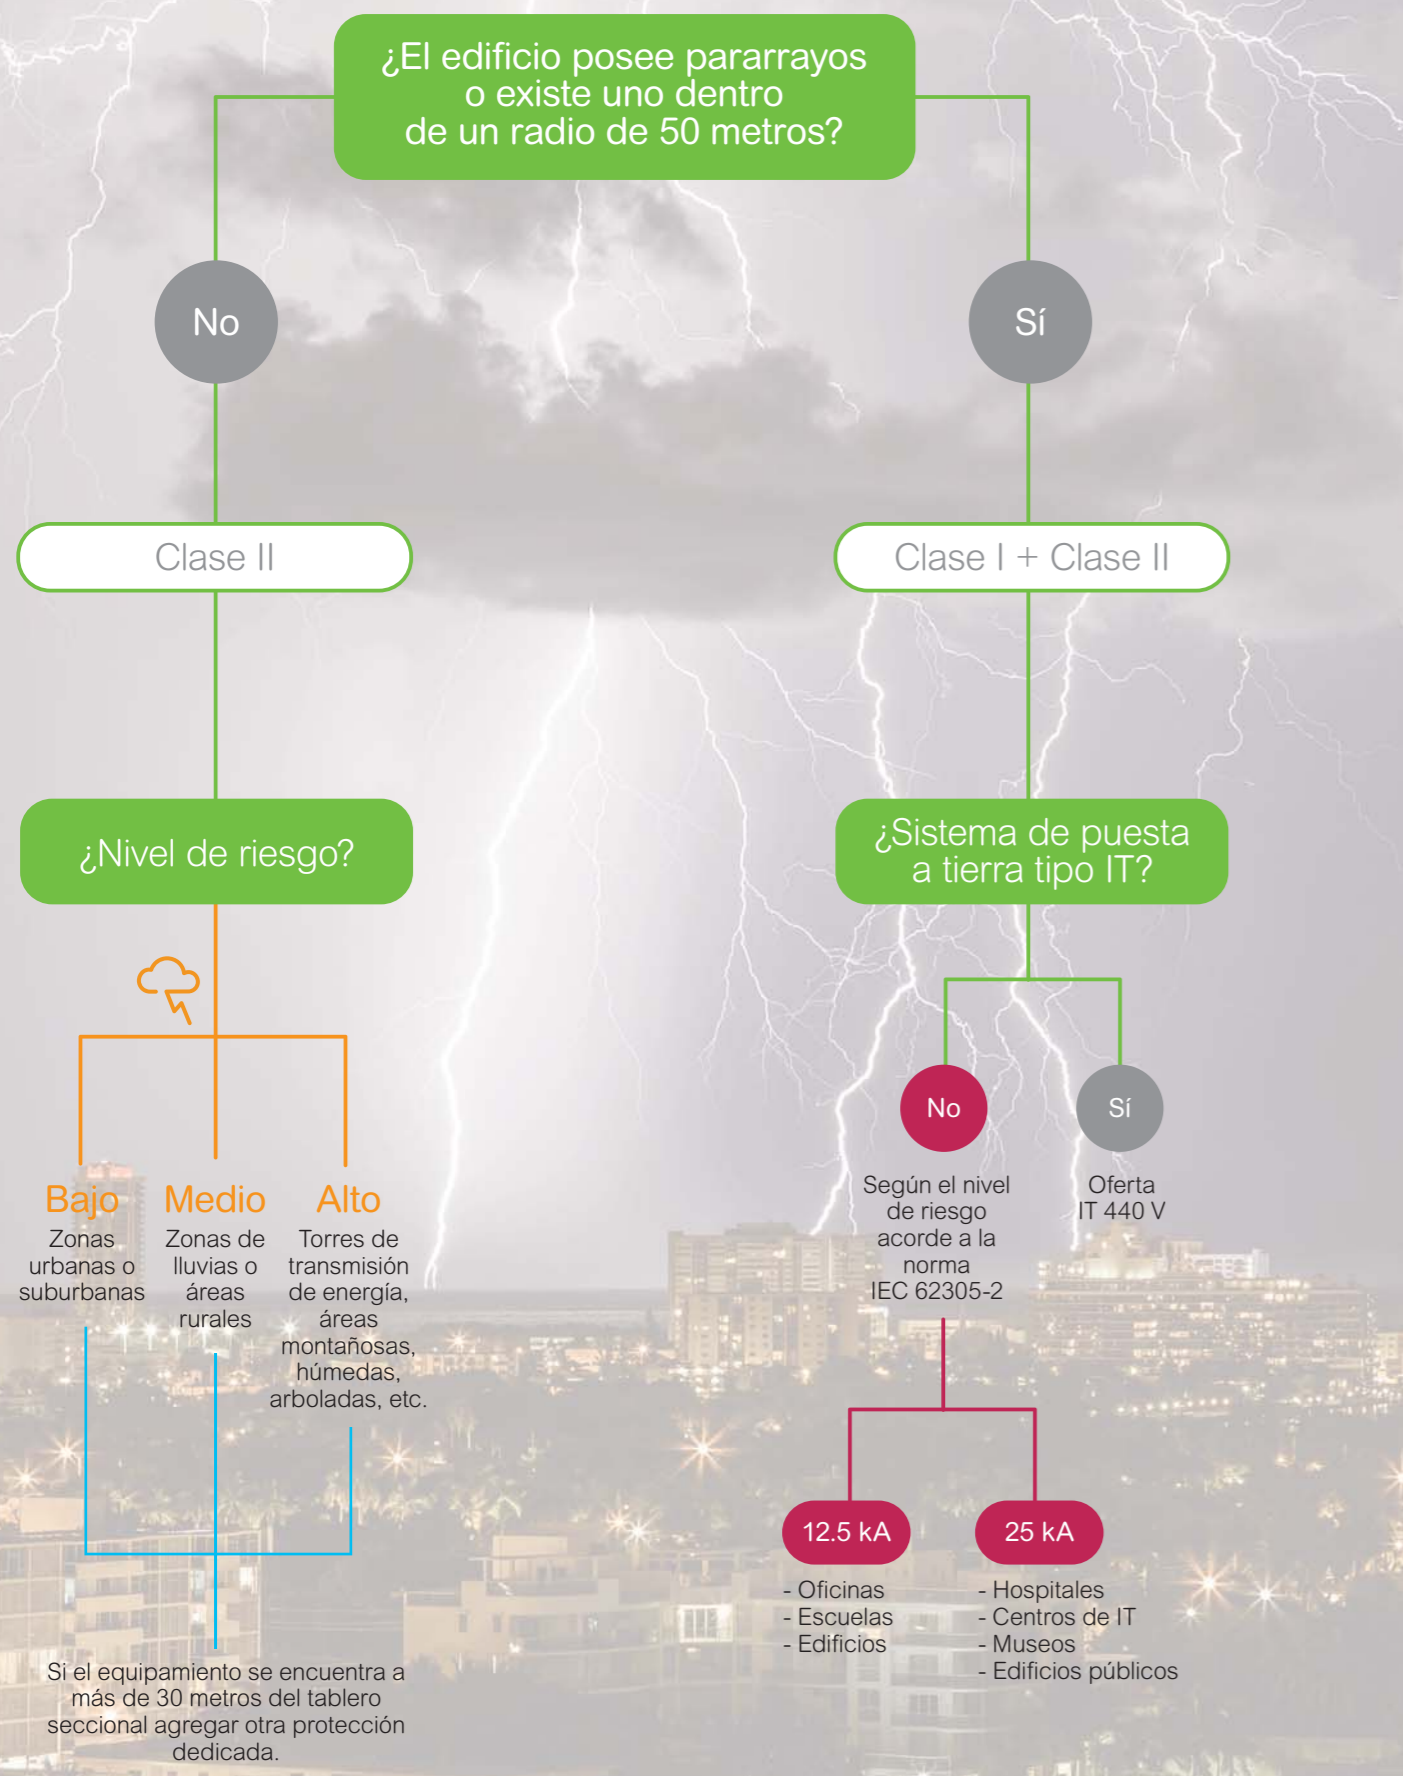 ¿El edificio posee pararrayos
o existe uno dentro
de un radio de 50 metros?
No
Sí
Clase II
Clase I + Clase II
¿Nivel de riesgo?
¿Sistema de puesta
a tierra tipo IT?
No
Sí
Según el nivel
de riesgo
acorde a la
norma
IEC 62305-2
Oferta
IT 440 V
Bajo
Zonas
urbanas o
suburbanas
Medio
Zonas de
lluvias o
áreas
rurales
Alto
Torres de
transmisión
de energía,
áreas
montañosas,
húmedas,
arboladas, etc.
12.5 kA
- Oficinas
- Escuelas
- Edificios
25 kA
- Hospitales
- Centros de IT
- Museos
- Edificios públicos
Si el equipamiento se encuentra a
más de 30 metros del tablero
seccional agregar otra protección
dedicada.